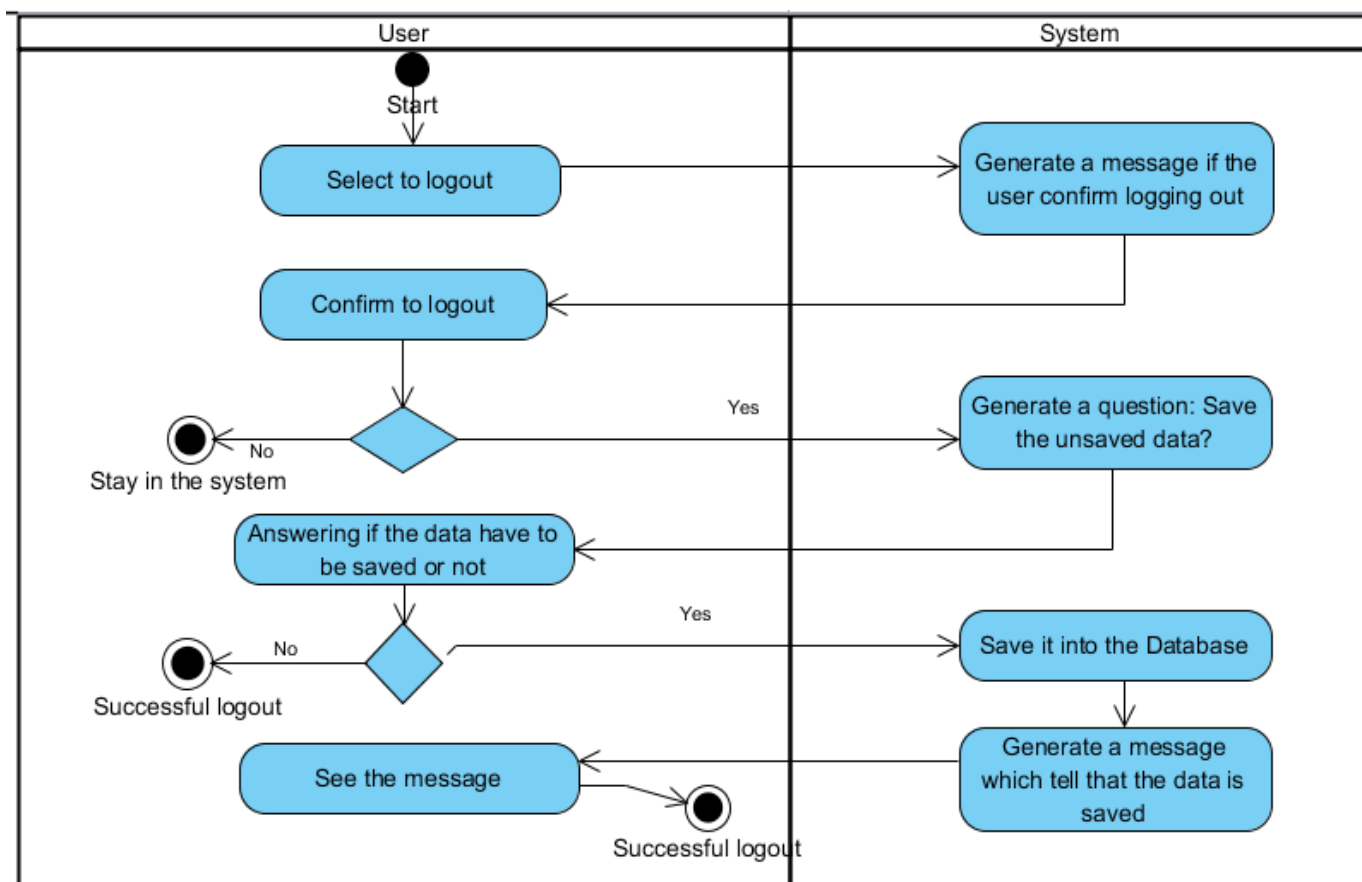 User
System
Start
Select to logout
Generate a message if the
user confirm logging out
Confirm to logout
Yes
Generate a question: Save
the unsaved data?
No
Stay in the system
Answering if the data have to
be saved or not
Yes
No
Save it into the Database
Successful logout
See the message
Generate a message
which tell that the data is
saved
Successful logout